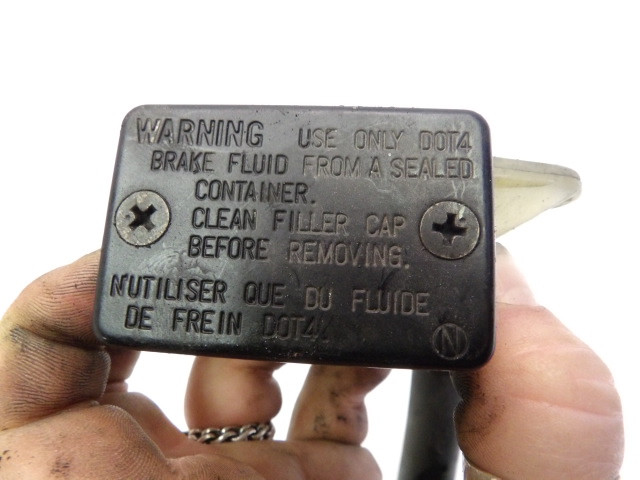 WARNING USE ONLY DOT4
BRAKE FLUID FROM A SEALED
CONTAINER.
CLEAN FILLER CAP
BEFORE REMOVING.
N'UTILISER QUE DU FLUIDE
DE FREIN DOT4.
N